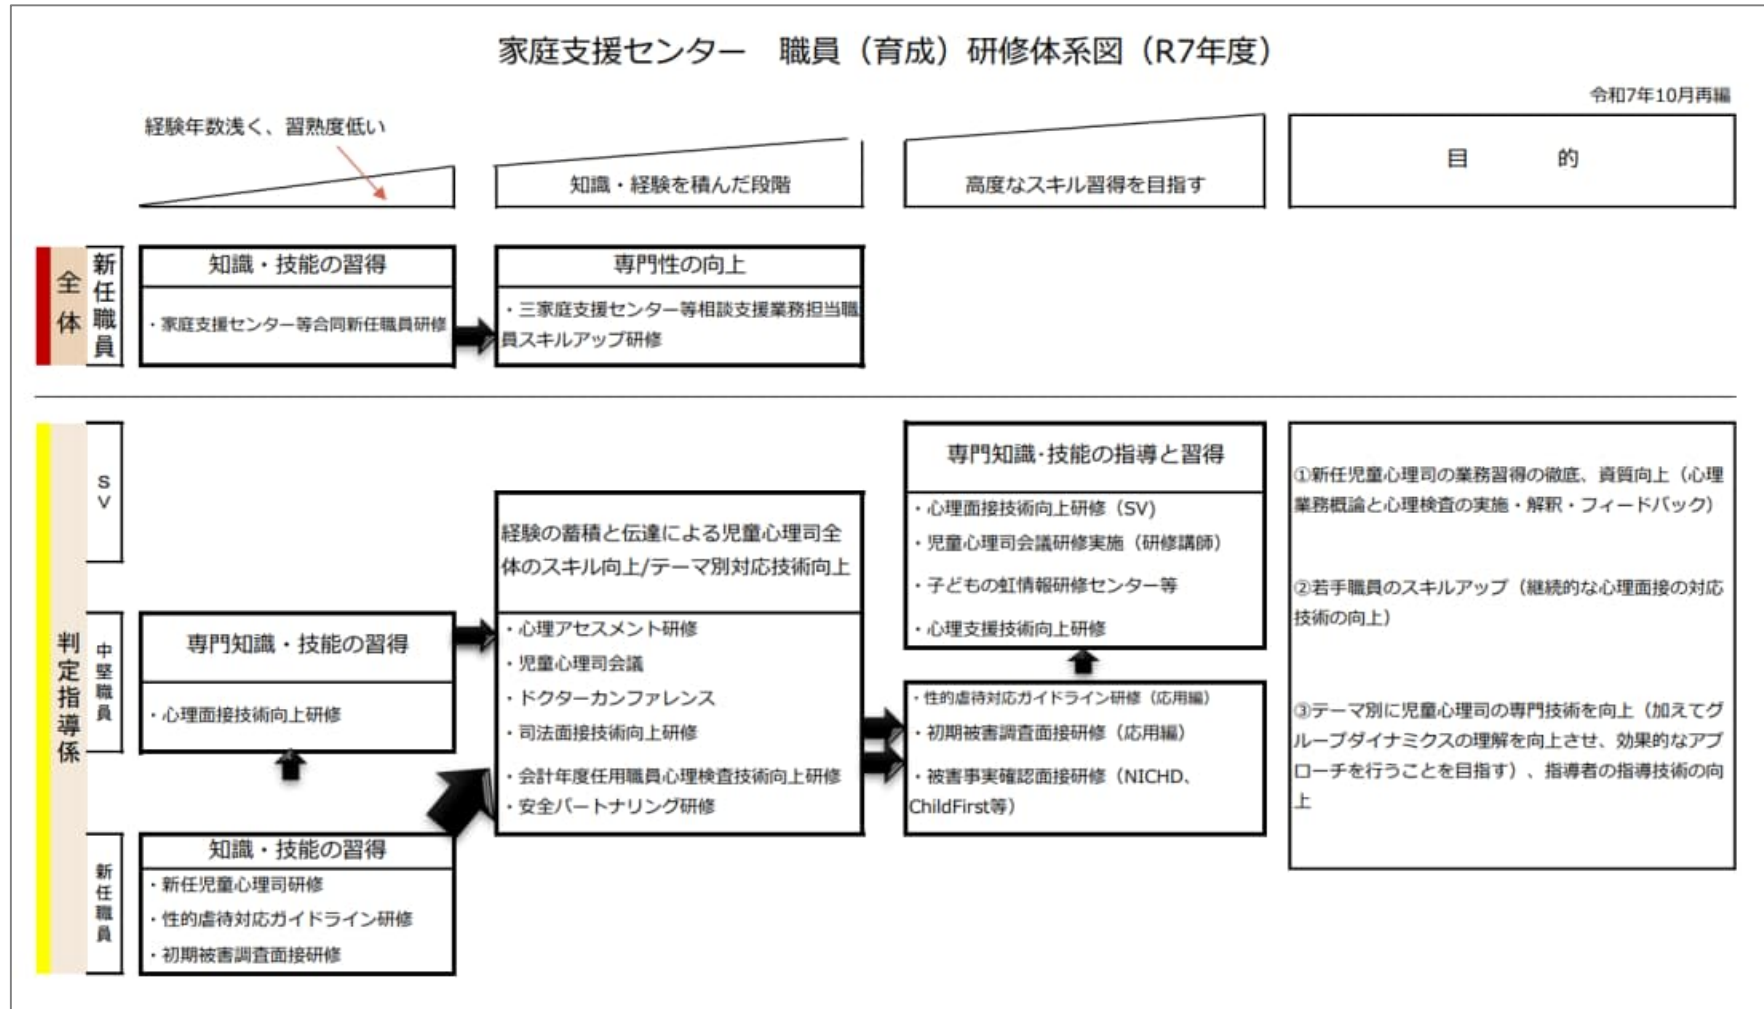 家庭支援センター　職員（育成）研修体系図（R7年度）
令和7年10月再編
経験年数浅く、習熟度低い
知識・経験を積んだ段階
高度なスキル習得を目指す
目　的
全体
新任職員
知識・技能の習得
・家庭支援センター等合同新任職員研修
専門性の向上
・三家庭支援センター等相談支援業務担当職
員スキルアップ研修
判定指導係
SV
専門知識・技能の指導と習得
・心理面接技術向上研修（SV)
・児童心理司会議研修実施（研修講師）
・子どもの虹情報研修センター等
・心理支援技術向上研修
経験の蓄積と伝達による児童心理司全
体のスキル向上/テーマ別対応技術向上
・心理アセスメント研修
・児童心理司会議
・ドクターカンファレンス
・司法面接技術向上研修
・会計年度任用職員心理検査技術向上研修
・安全パートナリング研修
中堅職員
専門知識・技能の習得
・心理面接技術向上研修
・性的虐待対応ガイドライン研修（応用編）
・初期被害調査面接研修（応用編）
・被害事実確認面接研修（NICHD、
ChildFirst等）
新任職員
知識・技能の習得
・新任児童心理司研修
・性的虐待対応ガイドライン研修
・初期被害調査面接研修
①新任児童心理司の業務習得の徹底、資質向上（心理
業務概論と心理検査の実施・解釈・フィードバック）
②若手職員のスキルアップ（継続的な心理面接の対応
技術の向上）
③テーマ別に児童心理司の専門技術を向上（加えてグ
ループダイナミクスの理解を向上させ、効果的なアプ
ローチを行うことを目指す）、指導者の指導技術の向
上